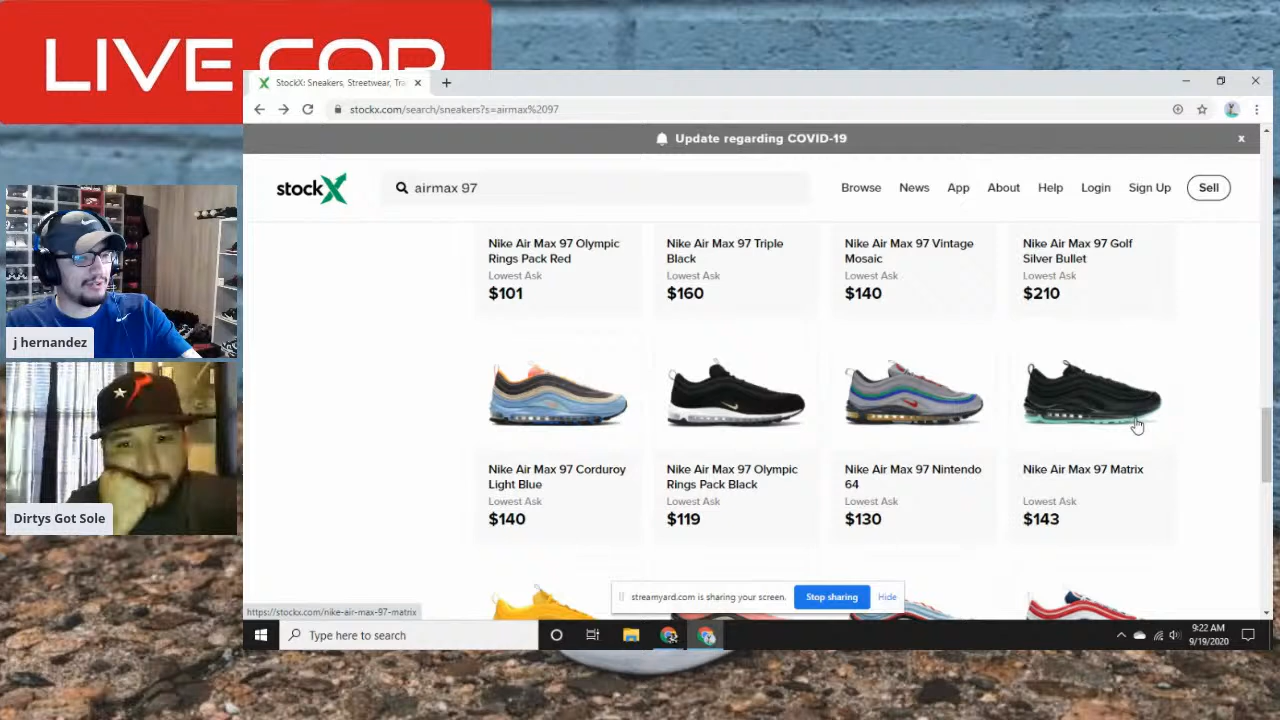 LIVE COP
StockX: Sneakers, Streetwear, Tra
stockx.com/search/sneakers?s=airmax%2097
Update regarding COVID-19
x
stockX
airmax 97
Browse
News
App
About
Help
Login
Sign Up
Sell
j hernandez
Dirtys Got Sole
Nike Air Max 97 Olympic
Rings Pack Red
Lowest Ask
$101
Nike Air Max 97 Triple
Black
Lowest Ask
$160
Nike Air Max 97 Vintage
Mosaic
Lowest Ask
$140
Nike Air Max 97 Golf
Silver Bullet
Lowest Ask
$210
Nike Air Max 97 Corduroy
Light Blue
Lowest Ask
$140
Nike Air Max 97 Olympic
Rings Pack Black
Lowest Ask
$119
Nike Air Max 97 Nintendo
64
Lowest Ask
$130
Nike Air Max 97 Matrix
Lowest Ask
$143
streamyard.com is sharing your screen.
Stop sharing
Hide
https://stockx.com/nike-air-max-97-matrix
Type here to search
9:22 AM
9/19/2020